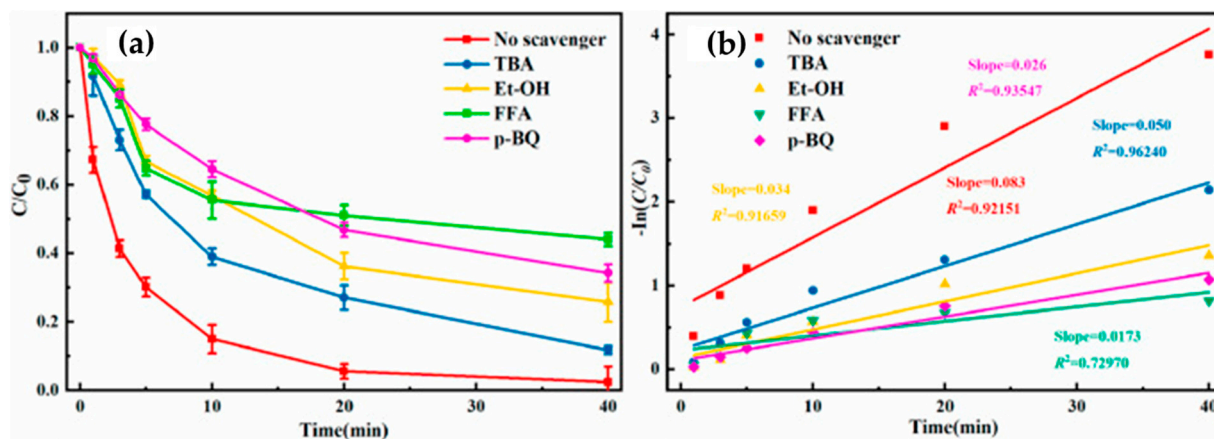 (a)
No scavenger
TBA
Et-OH
FFA
p-BQ
C/C0
1.0
0.8
0.6
0.4
0.2
0.0
0
10
20
30
40
Time(min)
(b)
No scavenger
TBA
Et-OH
FFA
p-BQ
Slope=0.026
R²=0.93547
Slope=0.050
R²=0.96240
Slope=0.083
R²=0.92151
Slope=0.034
R²=0.91659
Slope=0.0173
R²=0.72970
-ln(C/C0)
4
3
2
1
0
0
10
20
30
40
Time(min)